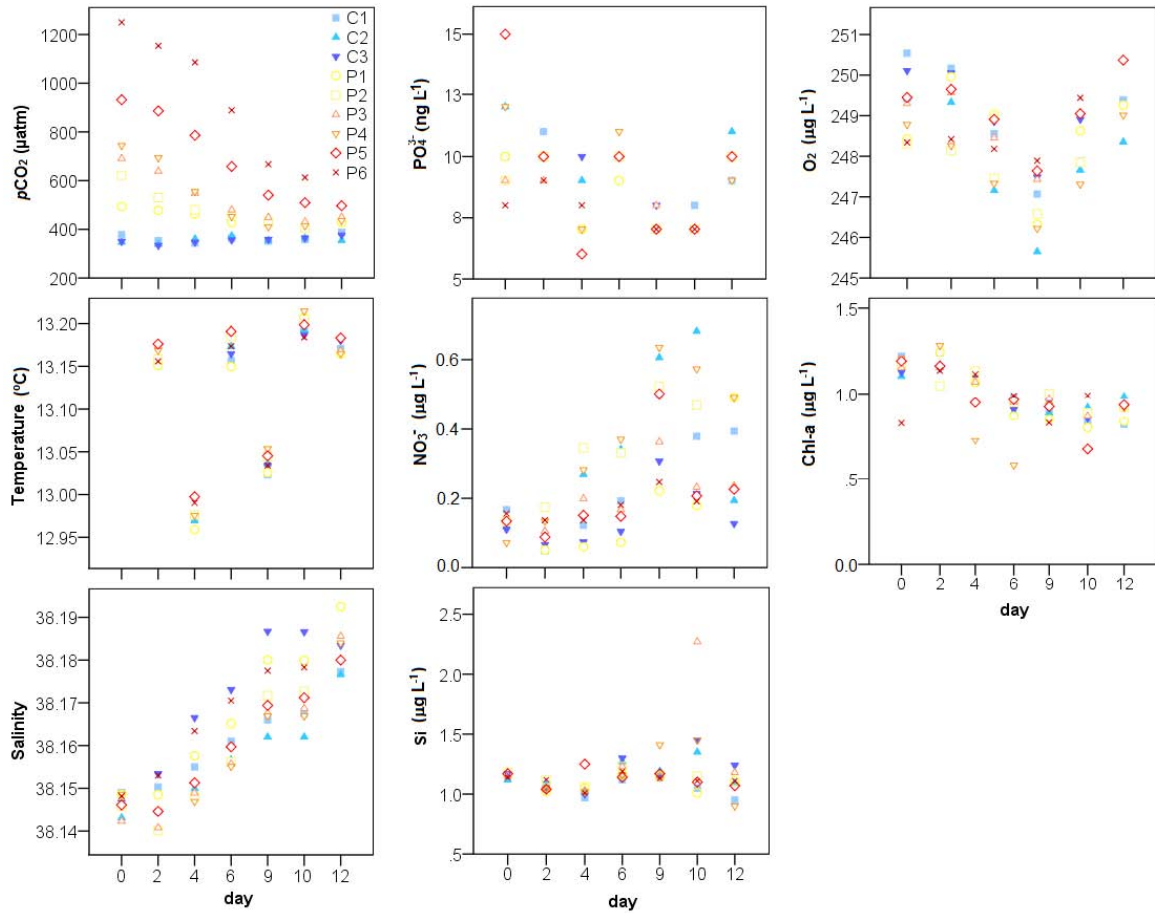 pCO₂ (µatm)
1200
1000
800
600
400
200
C1
C2
C3
P1
P2
P3
P4
P5
P6
PO₄³⁻ (ng L⁻¹)
15
13
10
8
5
O₂ (µg L⁻¹)
251
250
249
248
247
246
245
Temperature (ºC)
13.20
13.15
13.10
13.05
13.00
12.95
NO₃⁻ (µg L⁻¹)
0.6
0.4
0.2
0.0
Chl-a (µg L⁻¹)
1.5
1.0
.5
0.0
0 2 4 6 9 10 12
day
Salinity
38.19
38.18
38.17
38.16
38.15
38.14
0 2 4 6 9 10 12
day
Si (µg L⁻¹)
2.5
2.0
1.5
1.0
.5
0 2 4 6 9 10 12
day